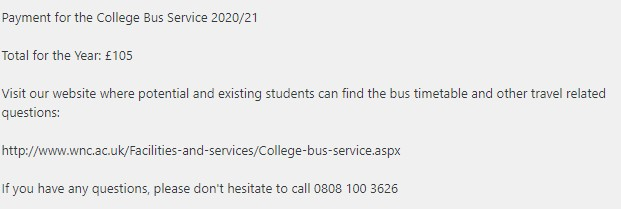 Payment for the College Bus Service 2020/21
Total for the Year: £105
Visit our website where potential and existing students can find the bus timetable and other travel related
questions:
http://www.wnc.ac.uk/Facilities-and-services/College-bus-service.aspx
If you have any questions, please don't hesitate to call 0808 100 3626